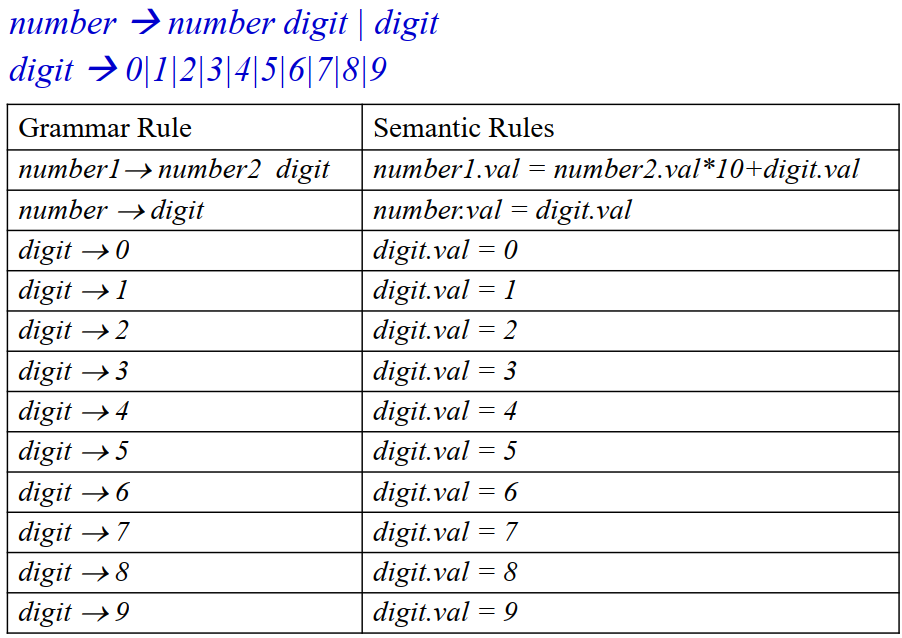 number → number digit | digit
digit → 0|1|2|3|4|5|6|7|8|9
Grammar Rule Semantic Rules
number1→ number2 digit number1.val = number2.val*10+digit.val
number → digit number.val = digit.val
digit → 0 digit.val = 0
digit → 1 digit.val = 1
digit → 2 digit.val = 2
digit → 3 digit.val = 3
digit → 4 digit.val = 4
digit → 5 digit.val = 5
digit → 6 digit.val = 6
digit → 7 digit.val = 7
digit → 8 digit.val = 8
digit → 9 digit.val = 9